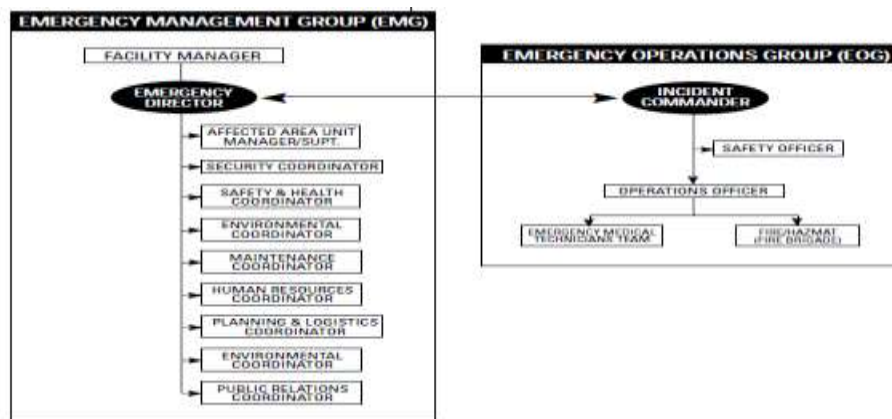 EMERGENCY MANAGEMENT GROUP (EMG)
FACILITY MANAGER
EMERGENCY
DIRECTOR
AFFECTED AREA UNIT
MANAGER/SUPT.
SECURITY COORDINATOR
SAFETY & HEALTH
COORDINATOR
ENVIRONMENTAL
COORDINATOR
MAINTENANCE
COORDINATOR
HUMAN RESOURCES
COORDINATOR
PLANNING & LOGISTICS
COORDINATOR
ENVIRONMENTAL
COORDINATOR
PUBLIC RELATIONS
COORDINATOR
EMERGENCY OPERATIONS GROUP (EOG)
INCIDENT
COMMANDER
SAFETY OFFICER
OPERATIONS OFFICER
EMERGENCY MEDICAL
TECHNICIANS TEAM
FIRE/HAZMAT
(FIRE BRIGADE)